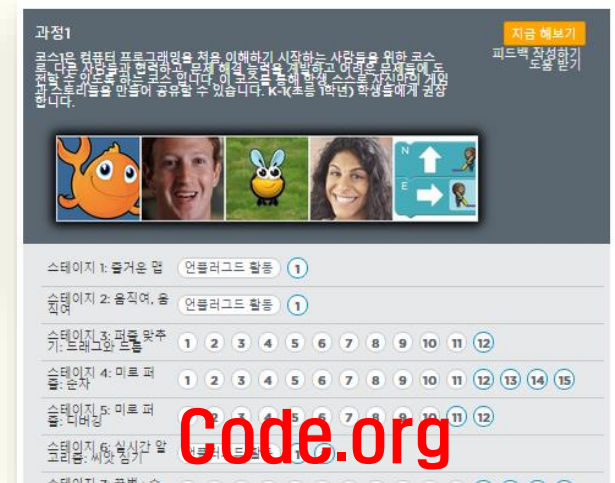 과정1
지금 해보기
피드백 작성하기
도움 받기
코스1은 컴퓨터 프로그래밍을 처음 이해하기 시작하는 사람들을 위한 코스
로 다른 사람들과 협력하고 문제 해결 능력을 계발하고 어려운 문제들에 도
전할 수 있도록 하는 코스 입니다. 이 코스를 통해 학생 스스로 자신만의 게임
과 스토리들을 만들어 공유할 수 있습니다. K-1(초등 1학년) 학생들에게 권장
합니다.
N
E
스테이지 1: 즐거운 맵 언플러그드 활동 1
스테이지 2: 움직여, 움
직여 언플러그드 활동 1
스테이지 3: 퍼즐 맞추
기: 드래그와 드롭 1 2 3 4 5 6 7 8 9 10 11 12
스테이지 4: 미로 퍼
즐: 순차 1 2 3 4 5 6 7 8 9 10 11 12 13 14 15
스테이지 5: 미로 퍼
즐: 디버깅 2 3 4 5 6 7 8 9 10 11 12
스테이지 6: 실시간 알
고리즘: 씨앗 심기
Code.org